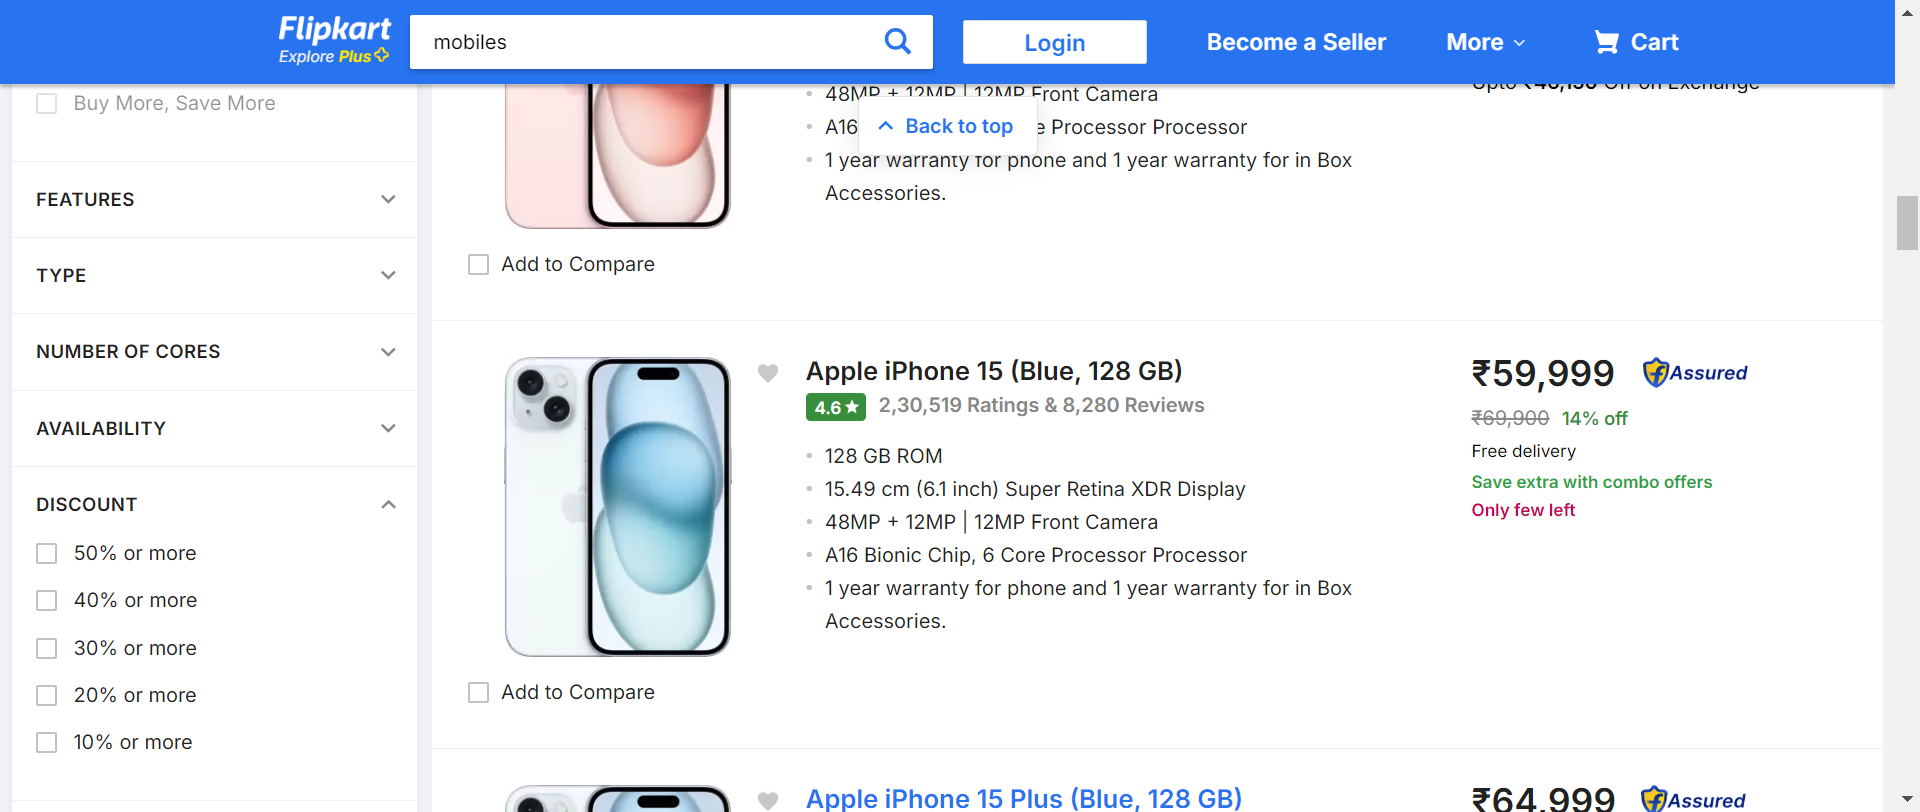 Flipkart
Explore Plus
mobiles
Login
Become a Seller
More
Cart
Buy More, Save More
FEATURES
TYPE
NUMBER OF CORES
AVAILABILITY
DISCOUNT
50% or more
40% or more
30% or more
20% or more
10% or more
48MP + 12MP | 12MP Front Camera
A16
Back to top
Processor Processor
1 year warranty for phone and 1 year warranty for in Box
Accessories.
Off on Exchange
Add to Compare
Apple iPhone 15 (Blue, 128 GB)
4.6 ★ 2,30,519 Ratings & 8,280 Reviews
128 GB ROM
15.49 cm (6.1 inch) Super Retina XDR Display
48MP + 12MP | 12MP Front Camera
A16 Bionic Chip, 6 Core Processor Processor
1 year warranty for phone and 1 year warranty for in Box
Accessories.
₹59,999
Assured
₹69,900 14% off
Free delivery
Save extra with combo offers
Only few left
Add to Compare
Apple iPhone 15 Plus (Blue, 128 GB)
₹64,999
Assured